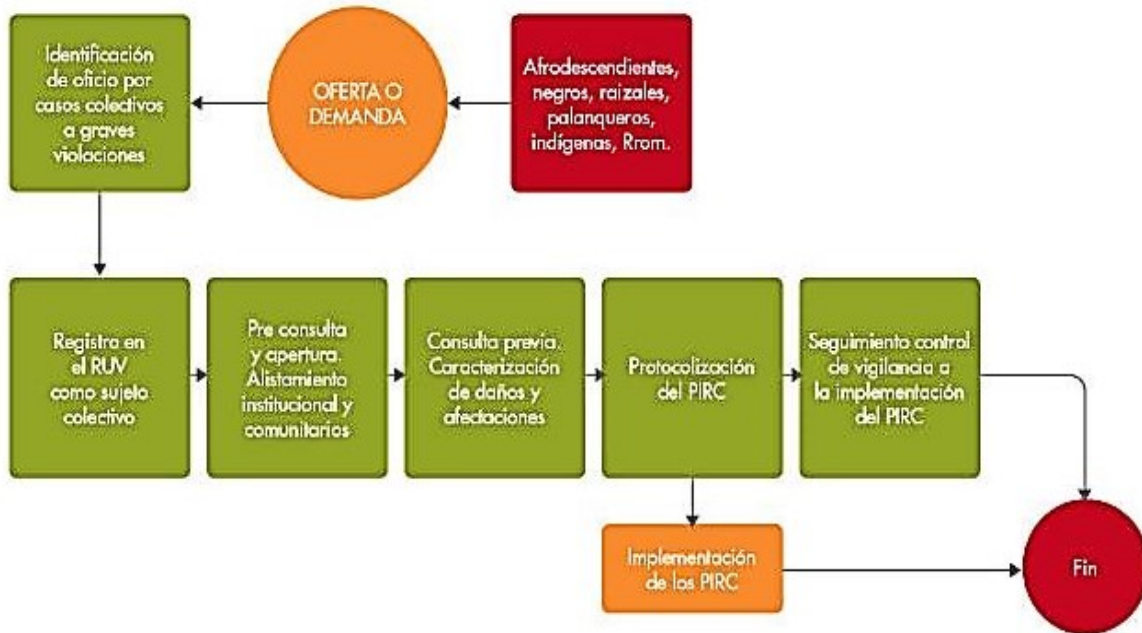 Identificación
de oficio por
casos colectivos
a graves
violaciones
OFERTA O
DEMANDA
Afrodescendientes,
negros, raizales,
palanqueros,
indígenas, Rrom.
Registro en
el RUV
como sujeto
colectivo
Pre consulta
y apertura.
Alistamiento
institucional y
comunitarios
Consulta previa.
Caracterización
de daños y
afectaciones
Protocolización
del PIRC
Seguimiento control
de vigilancia a
la implementación
del PIRC
Implementación
de los PIRC
Fin